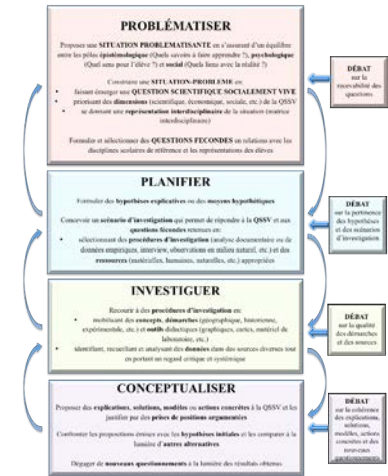 PROBLÉMATISER
Proposer une SITUATION PROBLEMATISANTE en s'assurant d'un équilibre
entre les pôles épistémologique (Quels savoirs à faire apprendre ?), psychologique
(Quel sens pour l'élève ?) et social (Quels liens avec la réalité ?)
Construire une SITUATION-PROBLEME en:
• faisant émerger une QUESTION SCIENTIFIQUE SOCIALEMENT VIVE
• priorisant des dimensions (scientifique, économique, sociale, etc.) de la QSSV
• se donnant une représentation interdisciplinaire de la situation (matrice
interdisciplinaire)
Formuler et sélectionner des QUESTIONS FECONDES en relations avec les
disciplines scolaires de référence et les représentations des élèves
DÉBAT
sur la
recevabilité des
questions
PLANIFIER
Formuler des hypothèses explicatives ou des moyens hypothétiques
Concevoir un scénario d'investigation qui permet de répondre à la QSSV et aux
questions fécondes retenues en:
• sélectionnant des procédures d'investigation (analyse documentaire ou de
données empiriques, interview, observations en milieu naturel, etc.) et des
ressources (matérielles, humaines, naturelles, etc.) appropriées
DÉBAT
sur la pertinence
des hypothèses
et des scénarios
d'investigation
INVESTIGUER
Recourir à des procédures d'investigation en:
• mobilisant des concepts, démarches (géographique, historienne,
expérimentale, etc.) et outils didactiques (graphiques, cartes, matériel de
laboratoire, etc.)
• identifiant, recueillant et analysant des données dans des sources diverses tout
en portant un regard critique et systémique
DÉBAT
sur la qualité
des démarches
et des sources
CONCEPTUALISER
Proposer des explications, solutions, modèles ou actions concrètes à la QSSV et les
justifier par des prises de positions argumentées
Confronter les propositions émises avec les hypothèses initiales et les comparer à la
lumière d'autres alternatives
Dégager de nouveaux questionnements à la lumière des résultats obtenus
DÉBAT
sur la cohérence
des explications,
solutions,
modèles, actions
concrètes et des
nouveaux
questionnements